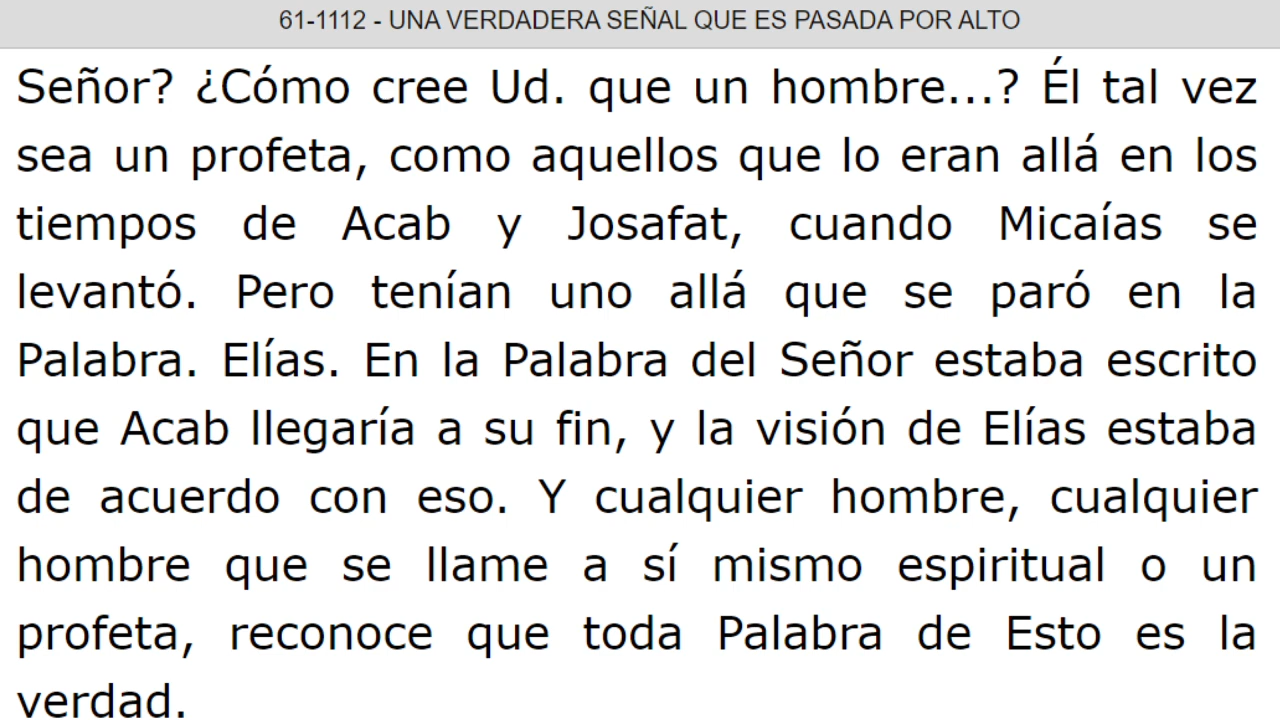 61-1112 - UNA VERDADERA SEÑAL QUE ES PASADA POR ALTO
Señor? ¿Cómo cree Ud. que un hombre...? Él tal vez
sea un profeta, como aquellos que lo eran allá en los
tiempos de Acab y Josafat, cuando Micaías se
levantó. Pero tenían uno allá que se paró en la
Palabra. Elías. En la Palabra del Señor estaba escrito
que Acab llegaría a su fin, y la visión de Elías estaba
de acuerdo con eso. Y cualquier hombre, cualquier
hombre que se llame a sí mismo espiritual o un
profeta, reconoce que toda Palabra de Esto es la
verdad.